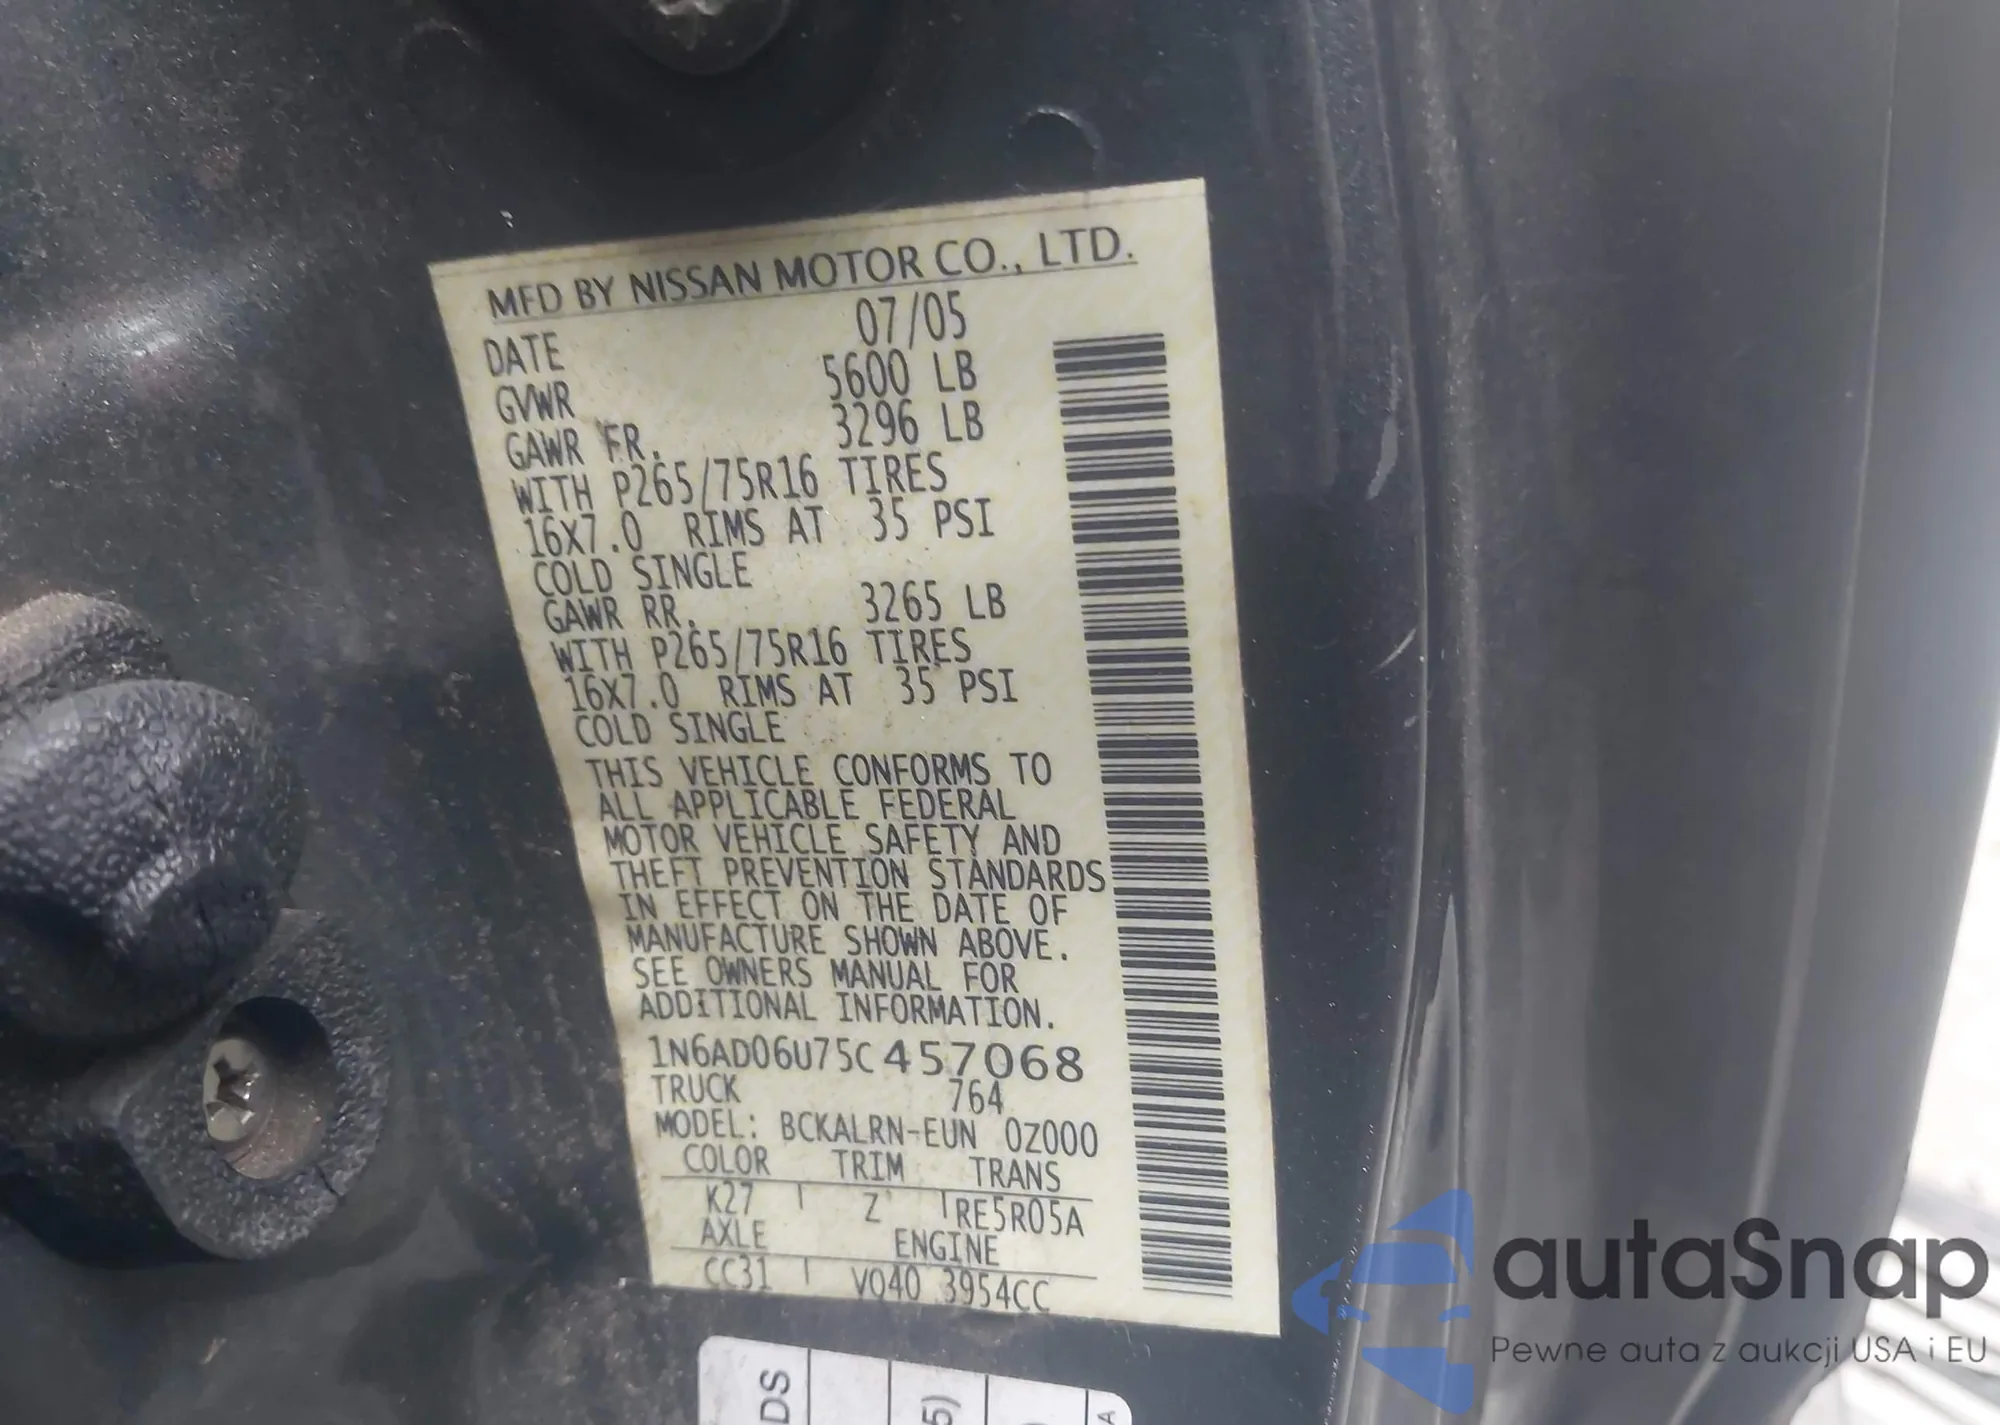 MFD BY NISSAN MOTOR CO., LTD.
DATE 07/05
GVWR 5600 LB
GAWR FR. 3296 LB
WITH P265/75R16 TIRES
16X7.0 RIMS AT 35 PSI
COLD SINGLE
GAWR RR. 3265 LB
WITH P265/75R16 TIRES
16X7.0 RIMS AT 35 PSI
COLD SINGLE
THIS VEHICLE CONFORMS TO
ALL APPLICABLE FEDERAL
MOTOR VEHICLE SAFETY AND
THEFT PREVENTION STANDARDS
IN EFFECT ON THE DATE OF
MANUFACTURE SHOWN ABOVE.
SEE OWNERS MANUAL FOR
ADDITIONAL INFORMATION.
1N6AD06U75C457068
TRUCK 764
MODEL: BCKALRN-EUN 0Z000
COLOR TRIM TRANS
K27 Z RE5R05A
AXLE ENGINE
CC31 VQ40 3954CC
DS
5)
A
autaSnap
Pewne auta z aukcji USA i EU